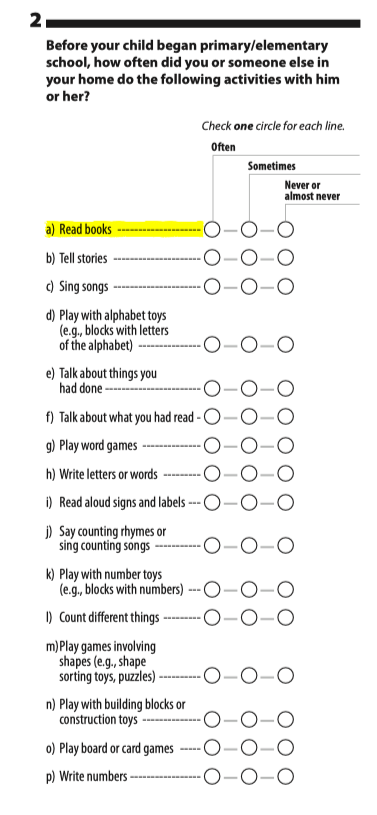 2
Before your child began primary/elementary
school, how often did you or someone else in
your home do the following activities with him
or her?
Check one circle for each line.
Often
Sometimes
Never or
almost never
a) Read books
b) Tell stories
c) Sing songs
d) Play with alphabet toys
(e.g., blocks with letters
of the alphabet)
e) Talk about things you
had done
f) Talk about what you had read
g) Play word games
h) Write letters or words
i) Read aloud signs and labels
j) Say counting rhymes or
sing counting songs
k) Play with number toys
(e.g., blocks with numbers)
l) Count different things
m)Play games involving
shapes (e.g., shape
sorting toys, puzzles)
n) Play with building blocks or
construction toys
o) Play board or card games
p) Write numbers